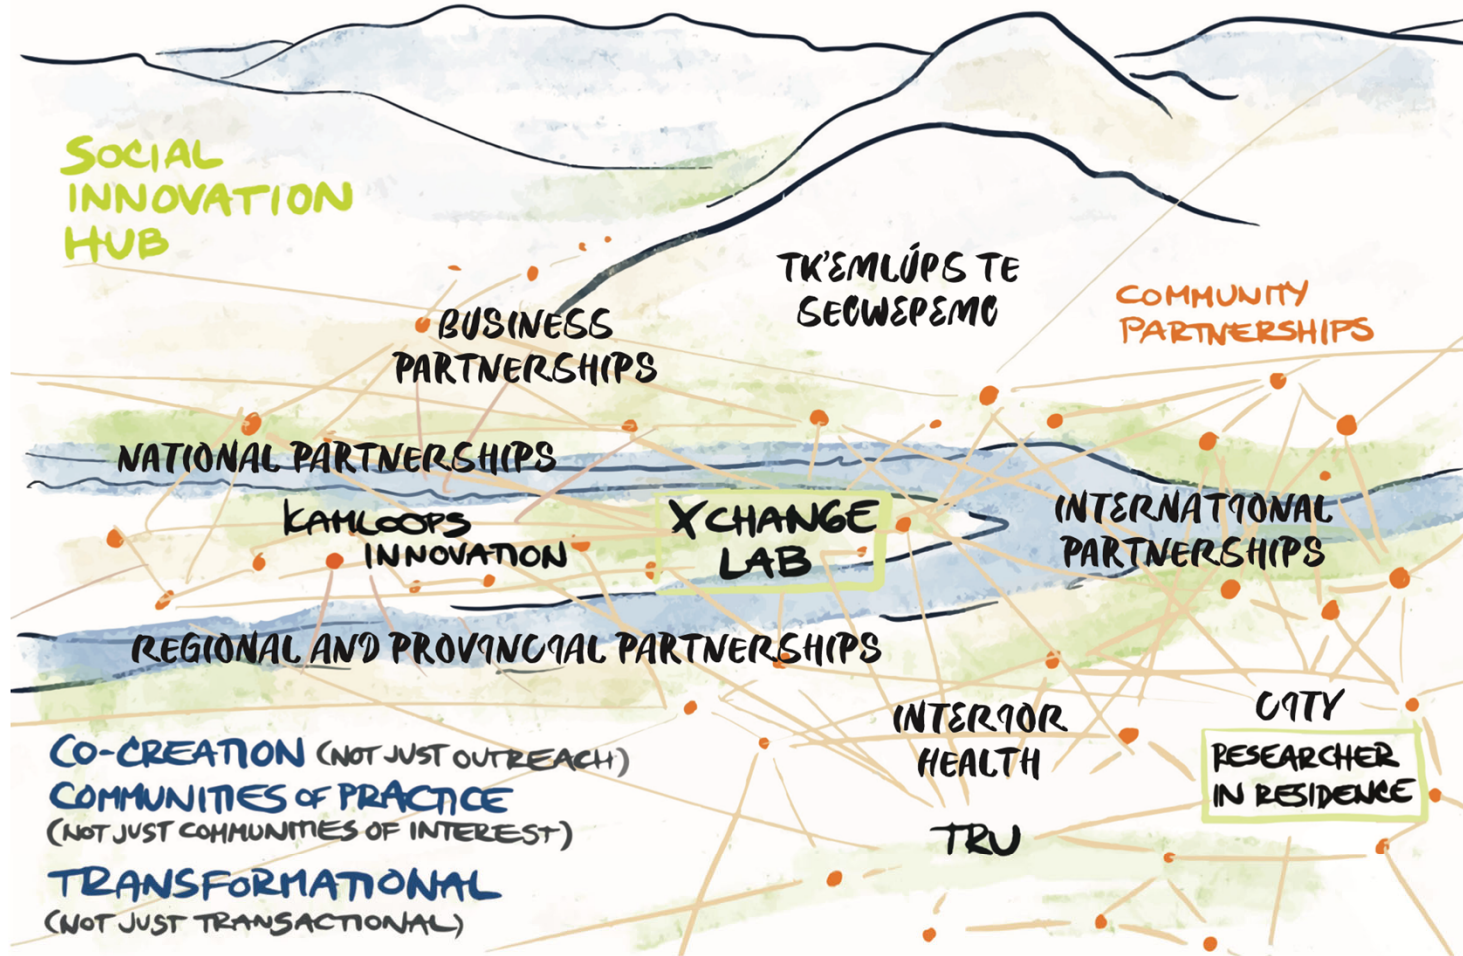 SOCIAL
INNOVATION
HUB
TK'EMLÚPS TE
SECWEPEMC
COMMUNITY
PARTNERSHIPS
BUSINESS
PARTNERSHIPS
NATIONAL PARTNERSHIPS
KAMLOOPS
INNOVATION
XCHANGE
LAB
INTERNATIONAL
PARTNERSHIPS
REGIONAL AND PROVINCIAL PARTNERSHIPS
INTERIOR
HEALTH
CITY
RESEARCHER
IN RESIDENCE
TRU
CO-CREATION (NOT JUST OUTREACH)
COMMUNITIES OF PRACTICE
(NOT JUST COMMUNITIES OF INTEREST)
TRANSFORMATIONAL
(NOT JUST TRANSACTIONAL)